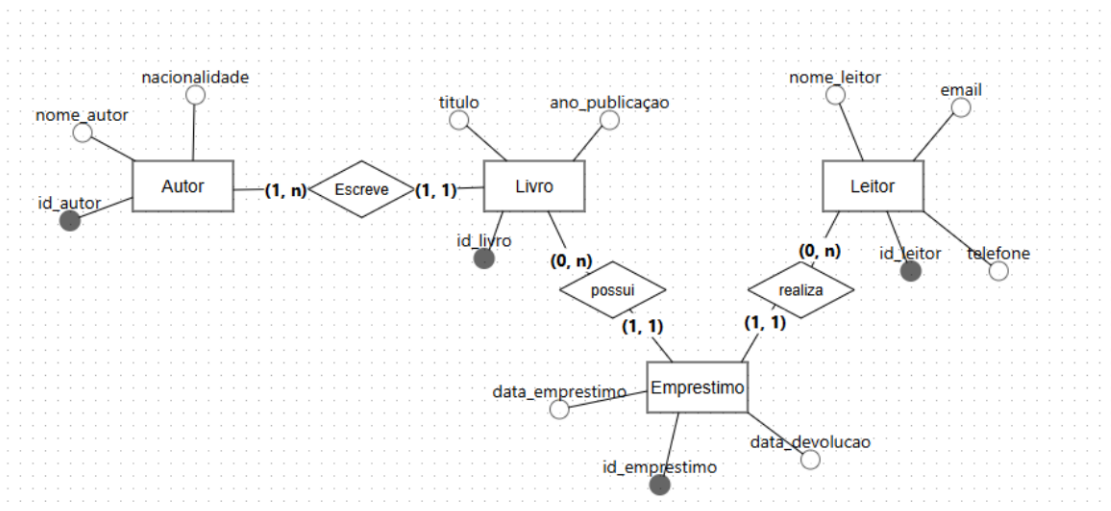 nacionalidade
nome_autor
Autor
id_autor
(1, n)
Escreve
(1, 1)
titulo
ano_publicaçao
Livro
id_livro
(0, n)
possui
(1, 1)
nome_leitor
email
Leitor
id_leitor
telefone
(0, n)
realiza
(1, 1)
Emprestimo
data_emprestimo
data_devolucao
id_emprestimo